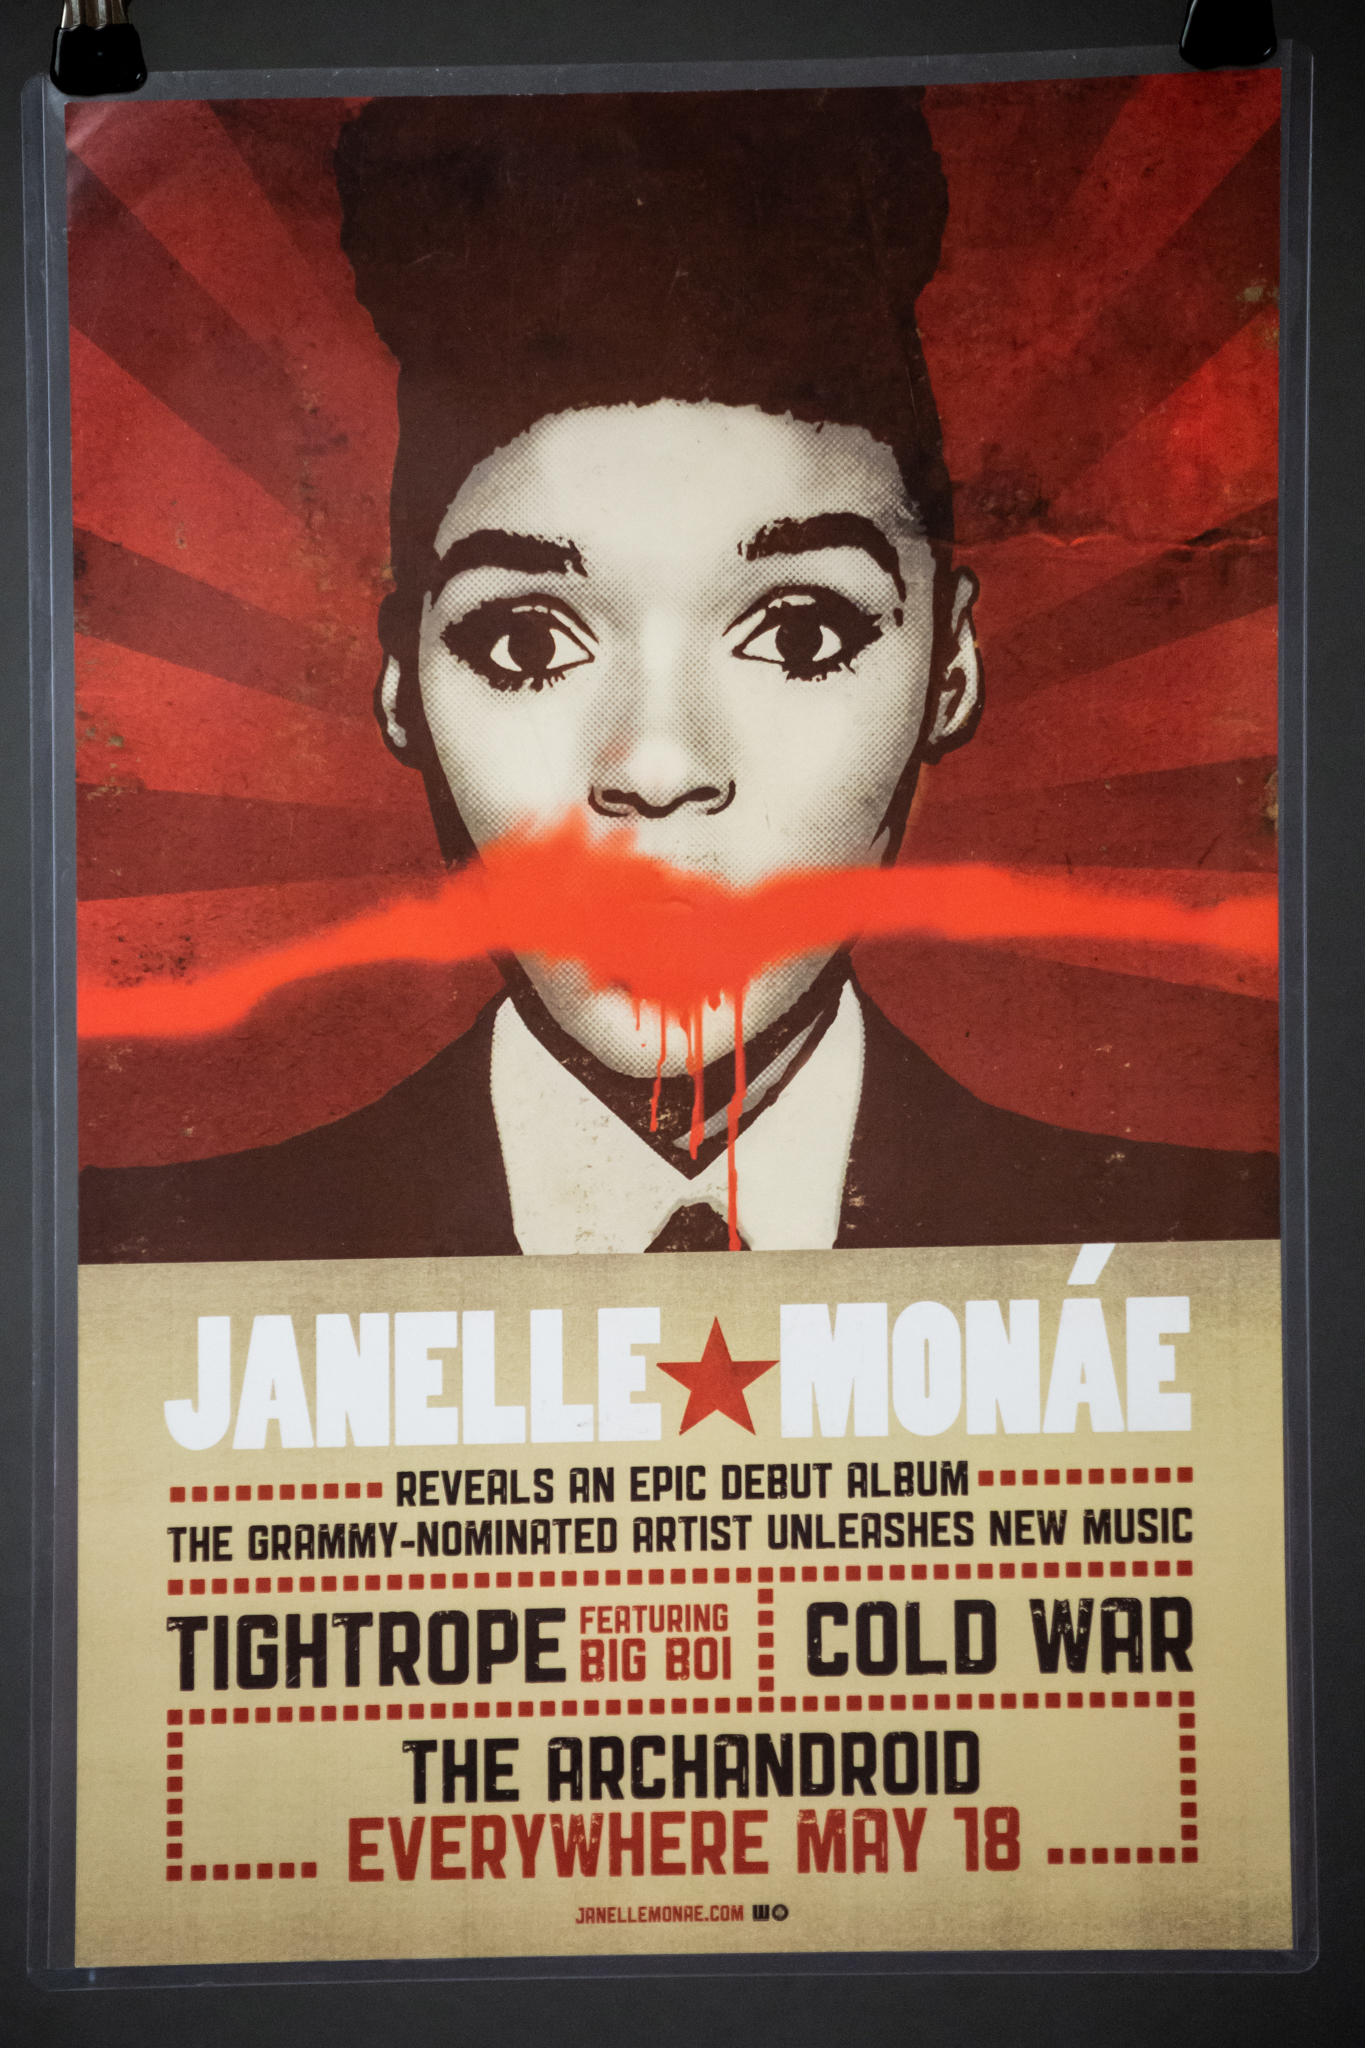 JANELLE★MONÁE
REVEALS AN EPIC DEBUT ALBUM
THE GRAMMY-NOMINATED ARTIST UNLEASHES NEW MUSIC
TIGHTROPE FEATURING BIG BOI
COLD WAR
THE ARCHANDROID
EVERYWHERE MAY 18
JANELLEMONAE.COM